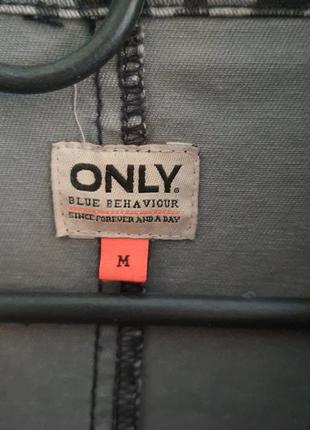 ONLY
BLUE BEHAVIOUR
SINCE FOREVER AND A DAY
M